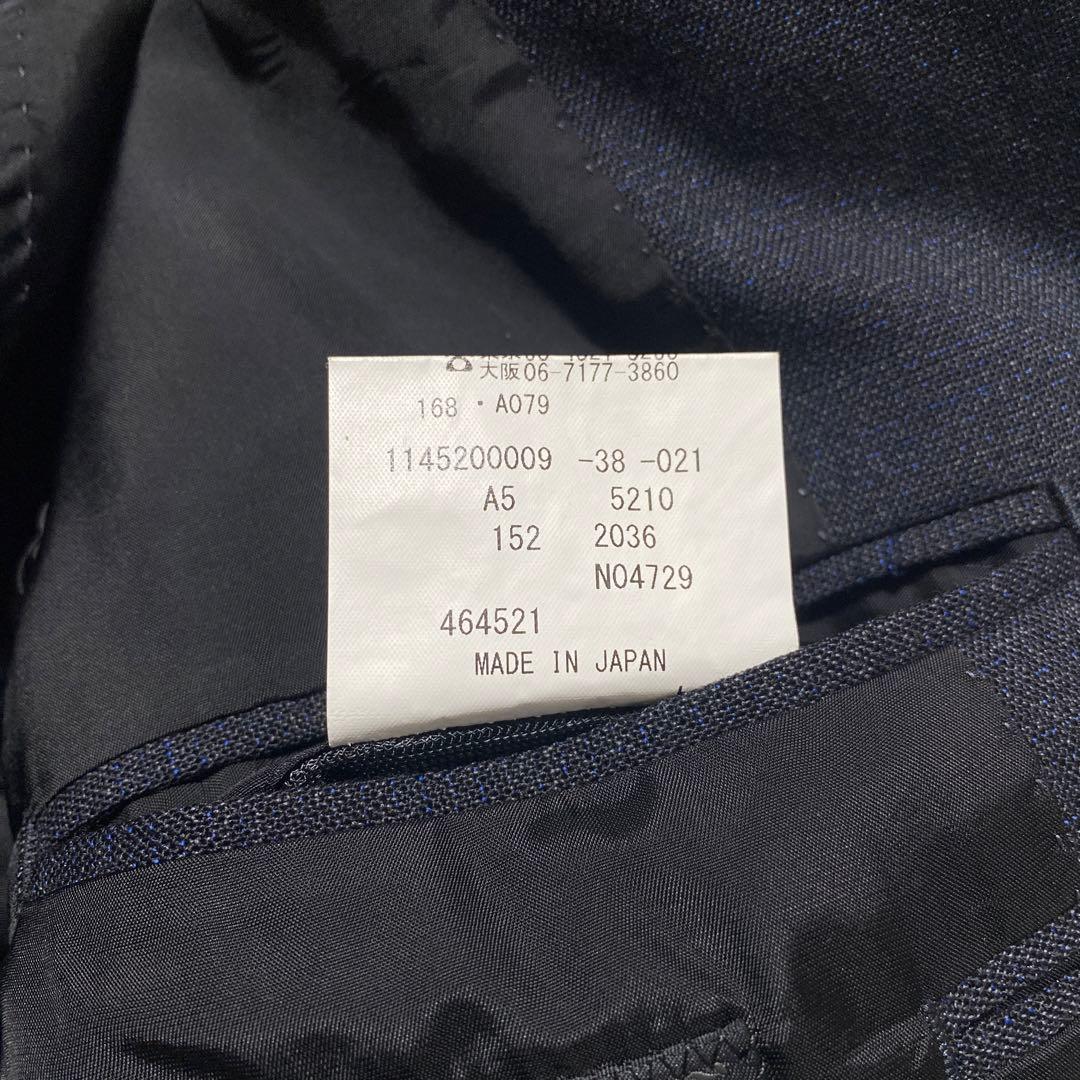 大阪06-7177-3860
168・A079
1145200009 -38 -021
A5 5210
152 2036
N04729
464521
MADE IN JAPAN